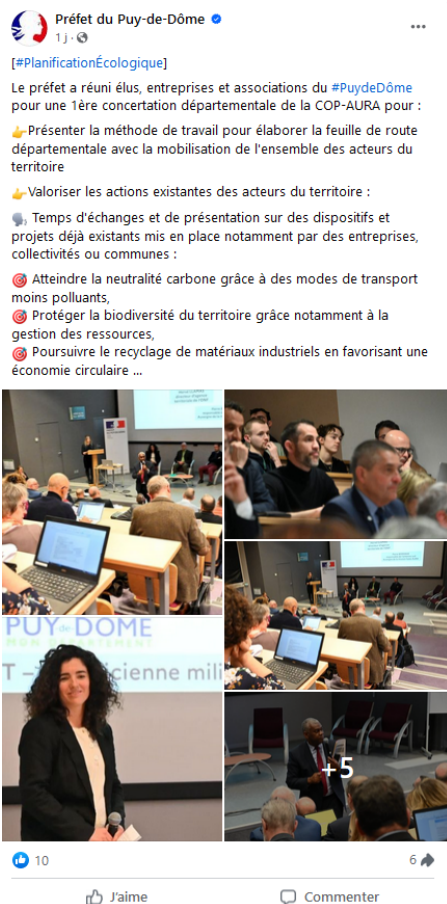 Préfet du Puy-de-Dôme
1 j ·
[#PlanificationÉcologique]
Le préfet a réuni élus, entreprises et associations du #PuydeDôme
pour une 1ère concertation départementale de la COP-AURA pour :
👉Présenter la méthode de travail pour élaborer la feuille de route
départementale avec la mobilisation de l'ensemble des acteurs du
territoire
👉Valoriser les actions existantes des acteurs du territoire :
🗣 Temps d'échanges et de présentation sur des dispositifs et
projets déjà existants mis en place notamment par des entreprises,
collectivités ou communes :
🎯 Atteindre la neutralité carbone grâce à des modes de transport
moins polluants,
🎯 Protéger la biodiversité du territoire grâce notamment à la
gestion des ressources,
🎯 Poursuivre le recyclage de matériaux industriels en favorisant une
économie circulaire ...
PUY de DÔME
MON DÉPARTEMENT
+5
10
6
J'aime
Commenter